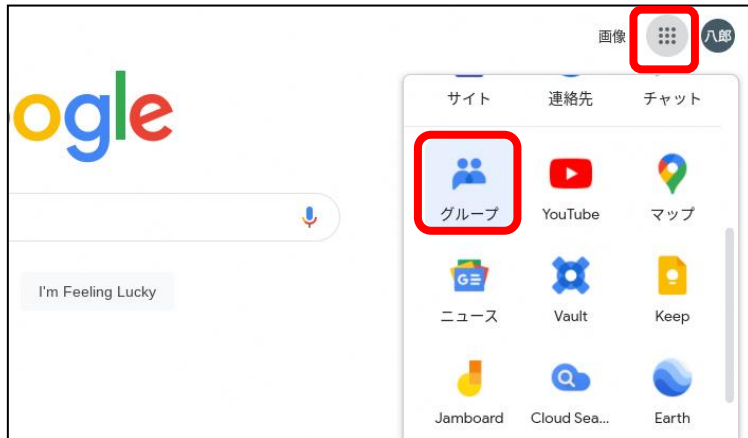 画像
八郎
ogle
サイト 連絡先 チャット
グループ YouTube マップ
GE
ニュース Vault Keep
I'm Feeling Lucky
Jamboard Cloud Sea... Earth